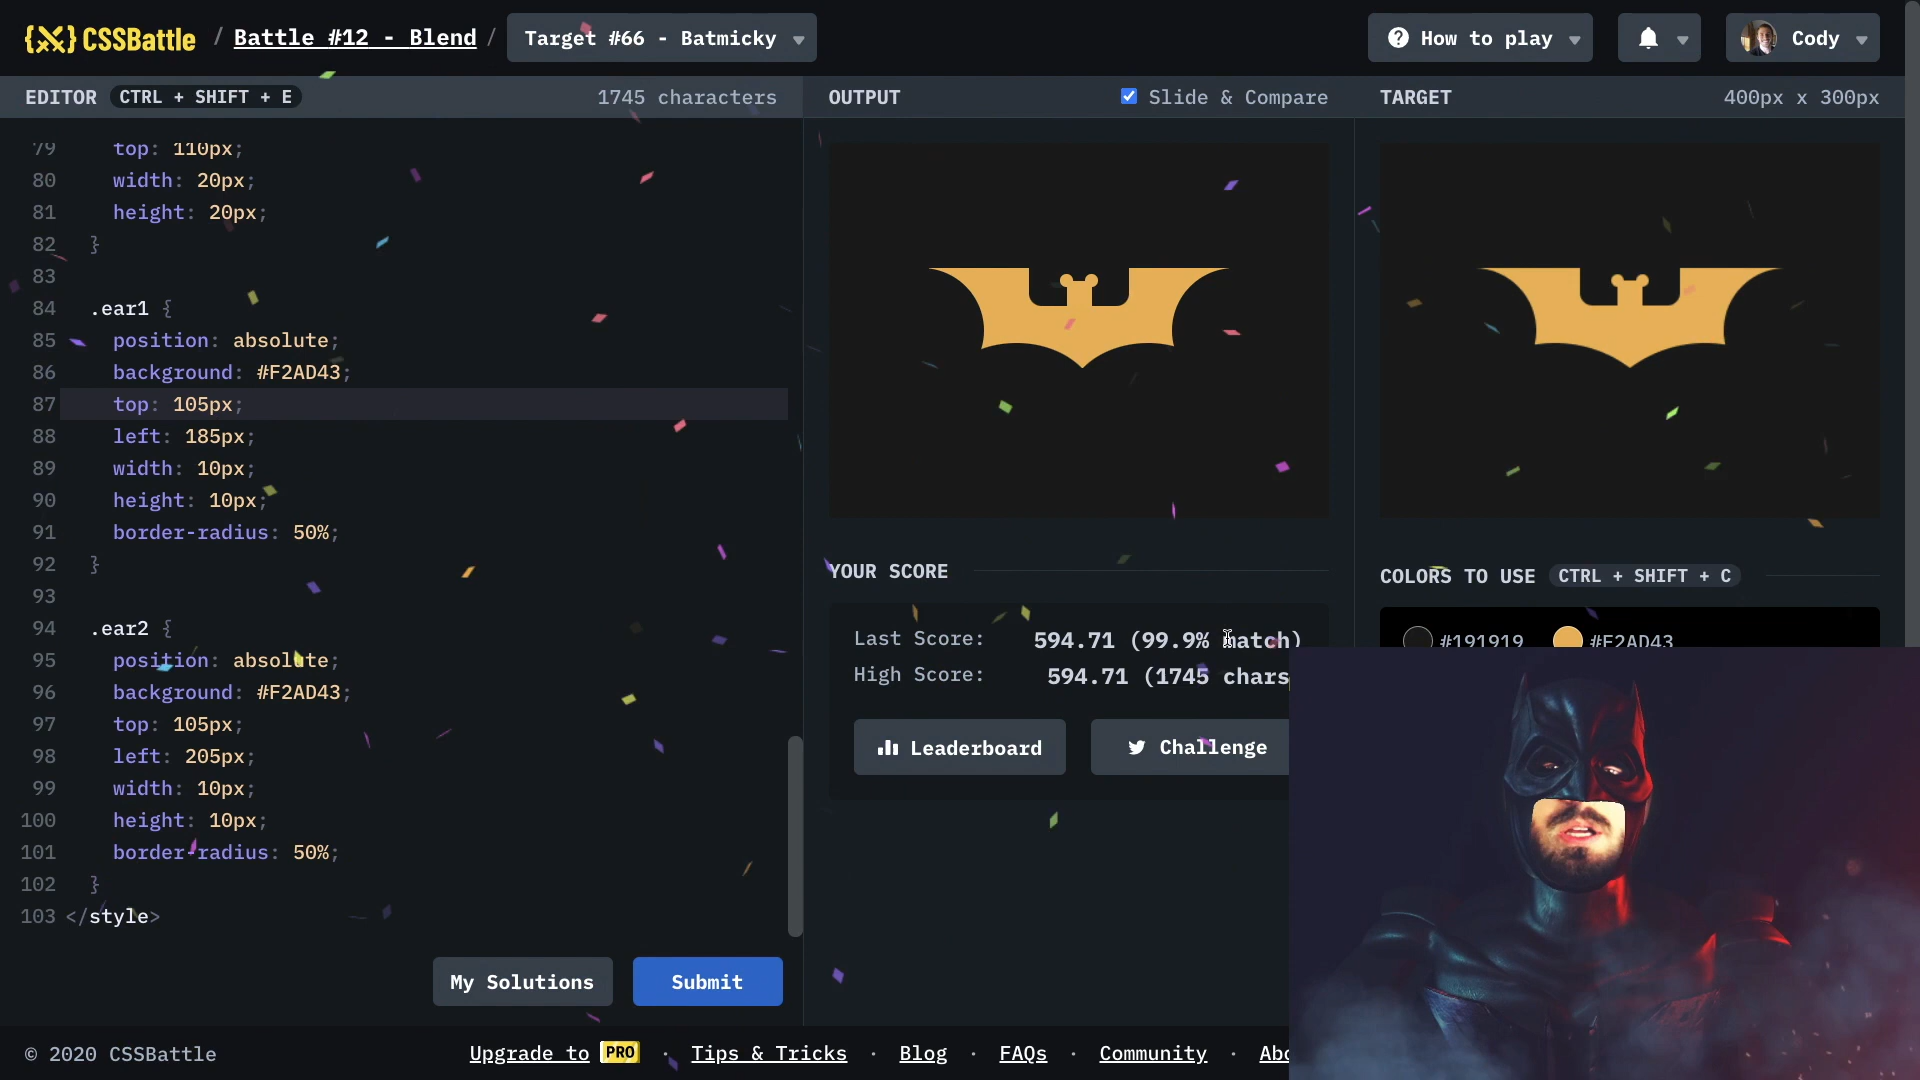 CSSBattle / Battle #12 - Blend / Target #66 - Batmicky
How to play
Cody
EDITOR CTRL + SHIFT + E 1745 characters
OUTPUT Slide & Compare
TARGET 400px x 300px
79 top: 110px;
80 width: 20px;
81 height: 20px;
82 }
83
84 .ear1 {
85 position: absolute;
86 background: #F2AD43;
87 top: 105px;
88 left: 185px;
89 width: 10px;
90 height: 10px;
91 border-radius: 50%;
92 }
93
94 .ear2 {
95 position: absolute;
96 background: #F2AD43;
97 top: 105px;
98 left: 205px;
99 width: 10px;
100 height: 10px;
101 border-radius: 50%;
102 }
103 </style>
My Solutions
Submit
YOUR SCORE
Last Score: 594.71 (99.9% match)
High Score: 594.71 (1745 chars
Leaderboard
Challenge
COLORS TO USE CTRL + SHIFT + C
#191919 #F2AD43
© 2020 CSSBattle
Upgrade to PRO · Tips & Tricks · Blog · FAQs · Community ·